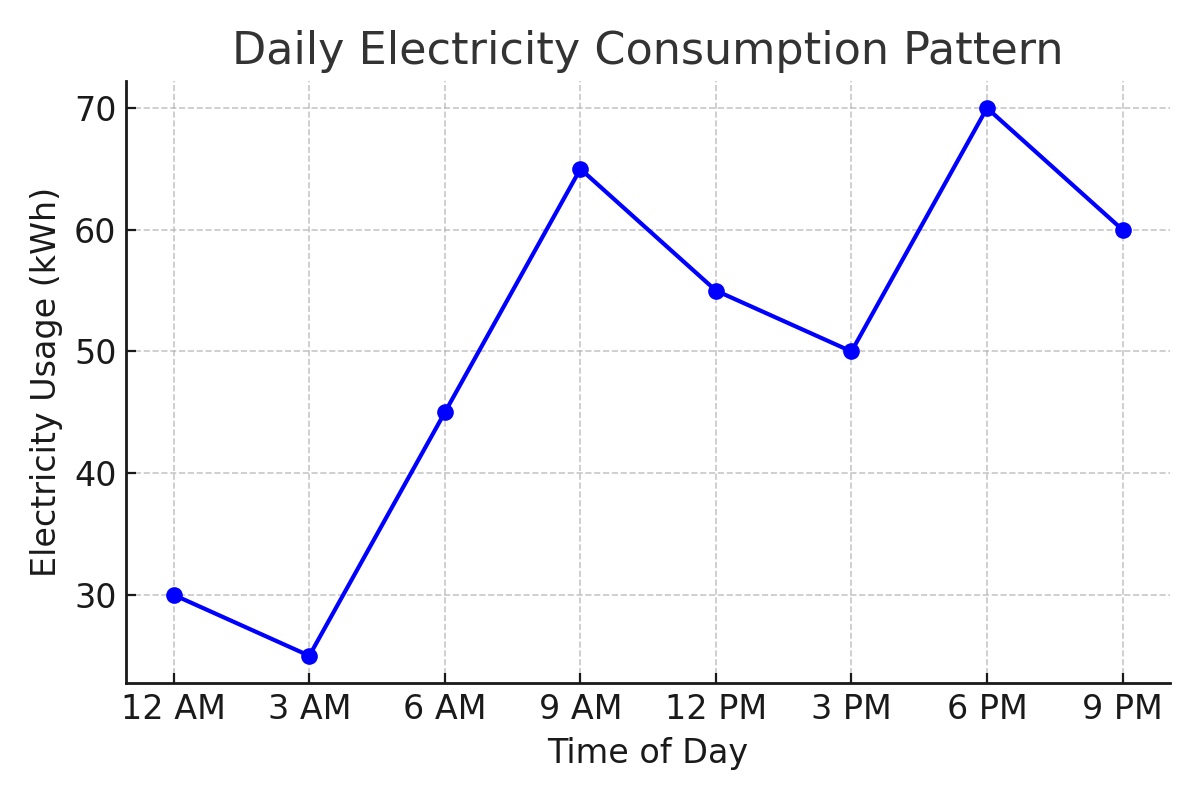 Daily Electricity Consumption Pattern
Electricity Usage (kWh)
70
60
50
40
30
12 AM 3 AM 6 AM 9 AM 12 PM 3 PM 6 PM 9 PM
Time of Day